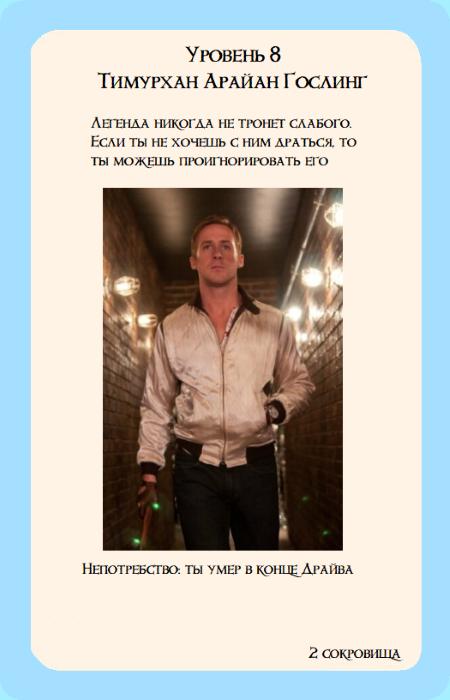 Уровень 8
Тимурхан Арайан Гослинг
Легенда никогда не тронет слабого.
Если ты не хочешь с ним драться, то
ты можешь проигнорировать его
Непотребство: ты умер в конце Драйва
2 сокровища